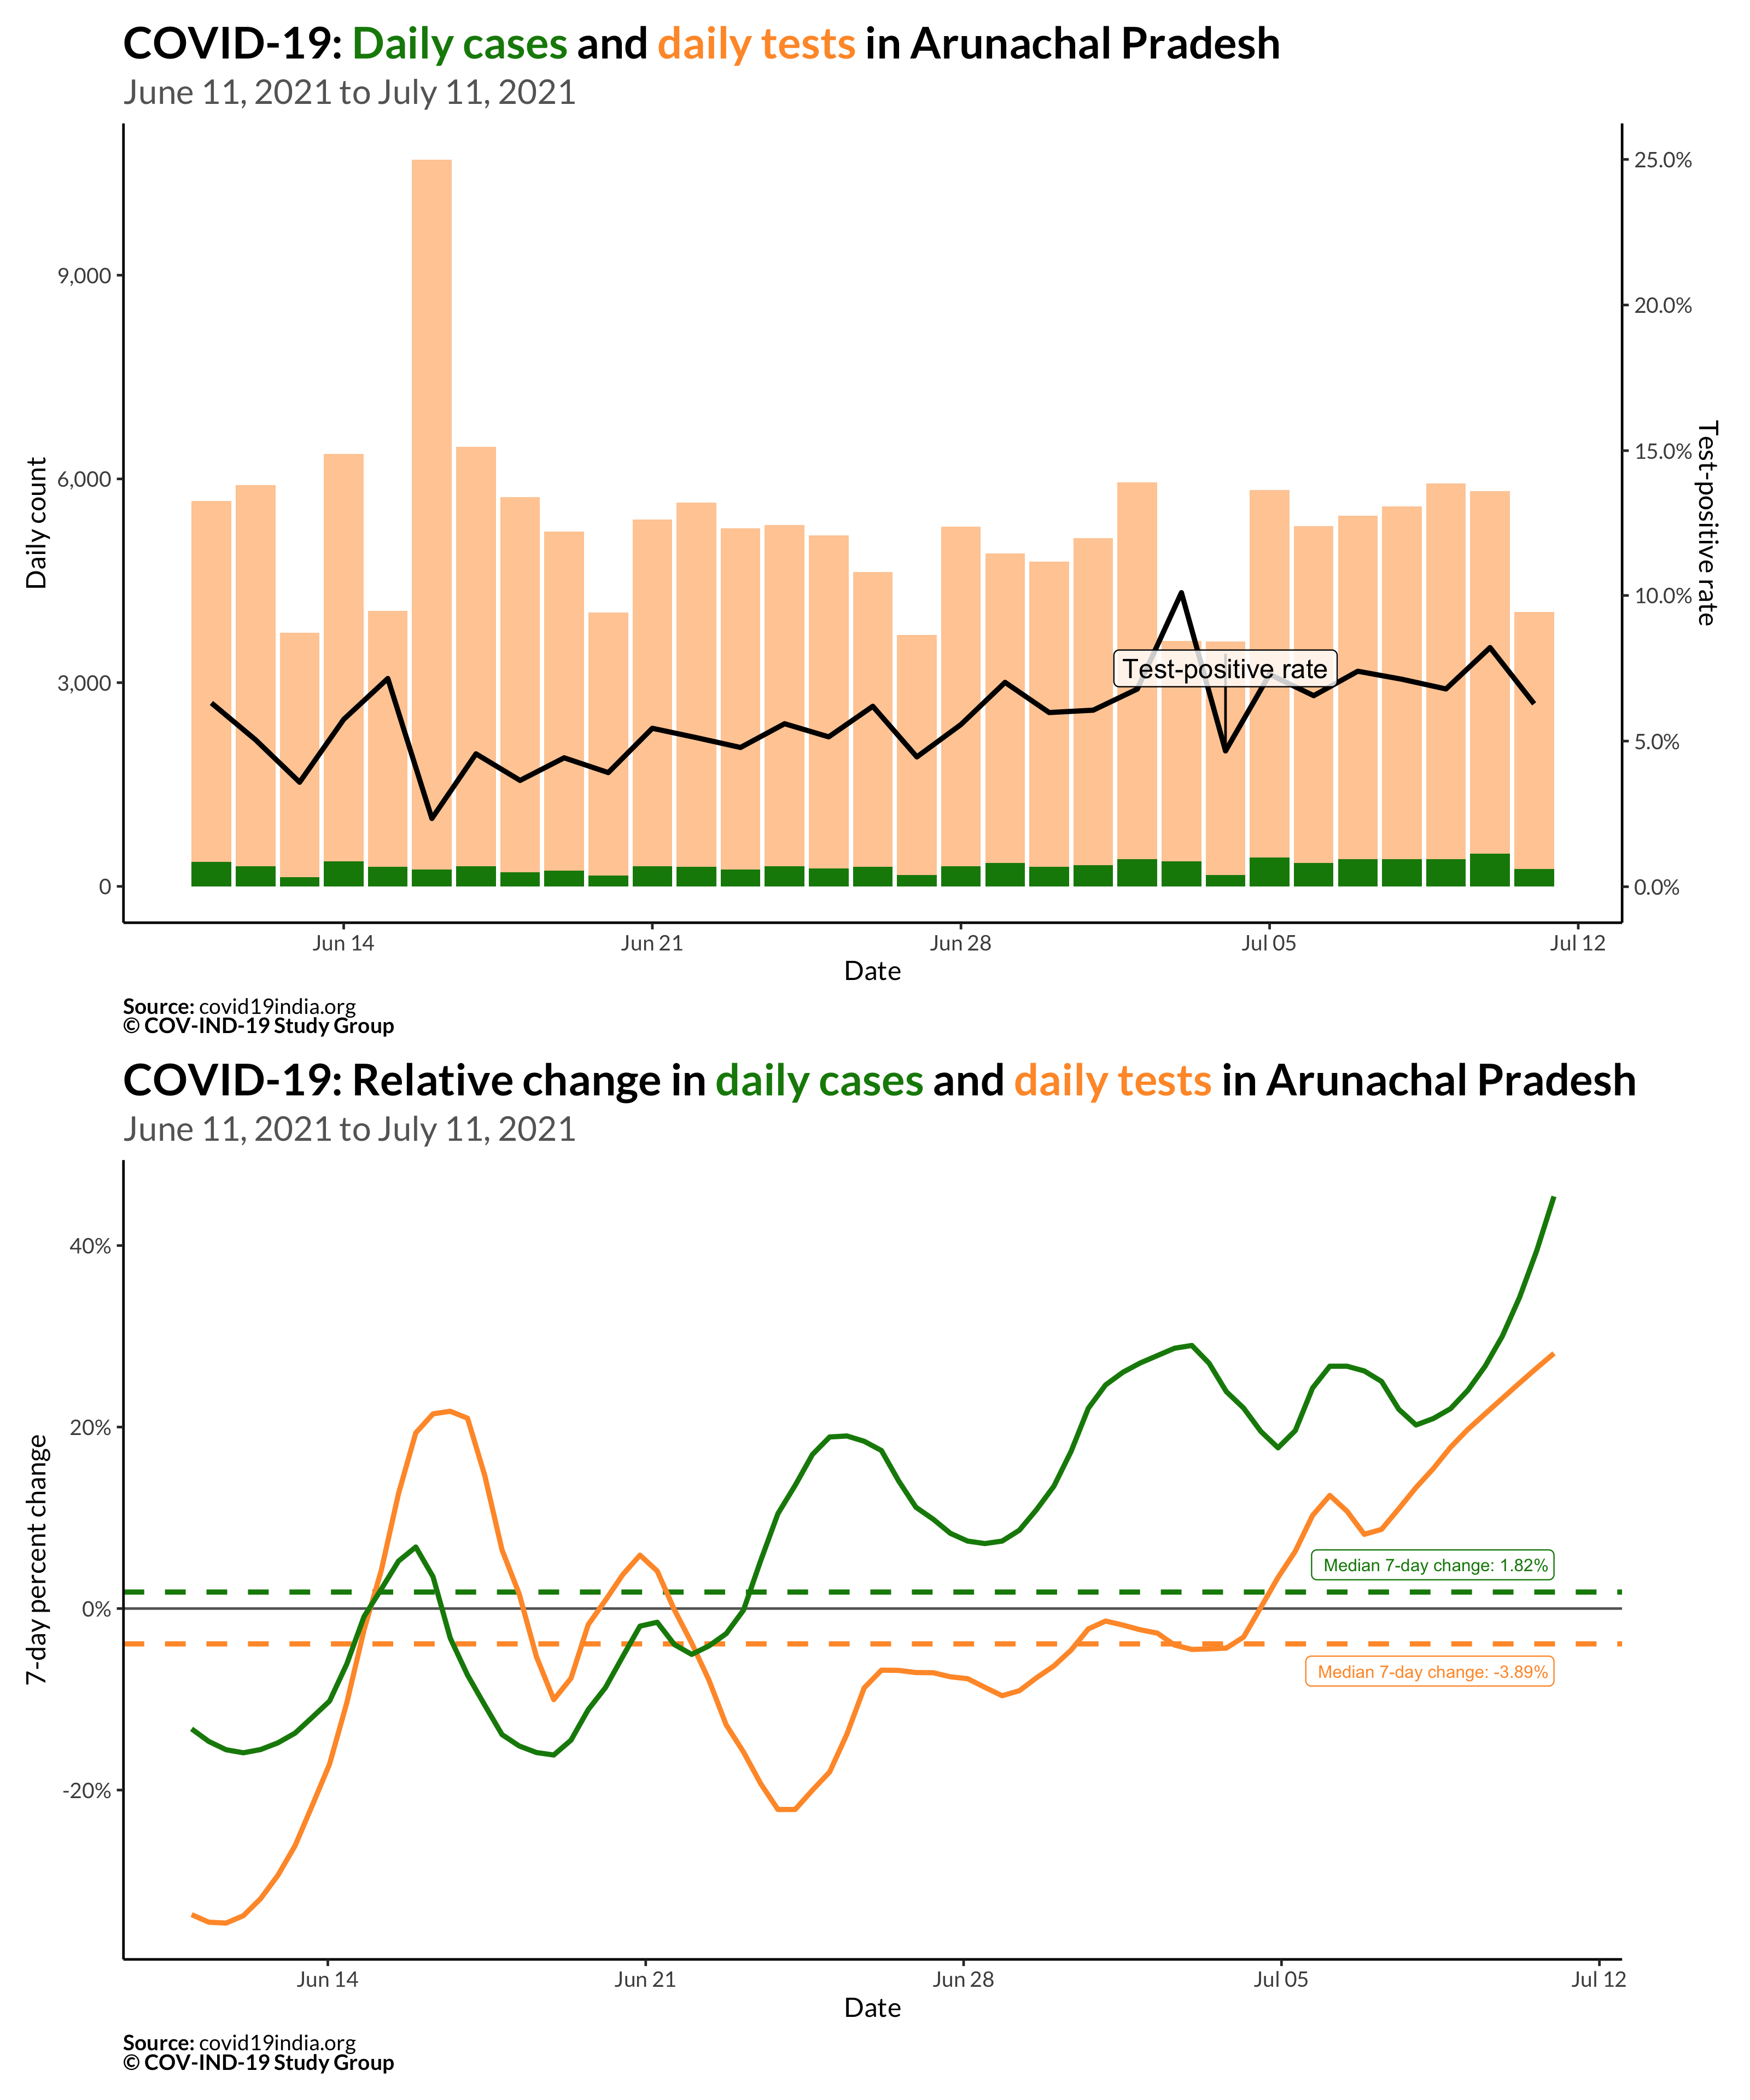 COVID-19: Daily cases and daily tests in Arunachal Pradesh
June 11, 2021 to July 11, 2021
Daily count
9,000
6,000
3,000
0
25.0%
20.0%
15.0%
10.0%
5.0%
0.0%
Test-positive rate
Test-positive rate
Jun 14
Jun 21
Jun 28
Jul 05
Jul 12
Date
Source: covid19india.org
© COV-IND-19 Study Group
COVID-19: Relative change in daily cases and daily tests in Arunachal Pradesh
June 11, 2021 to July 11, 2021
7-day percent change
40%
20%
0%
-20%
Median 7-day change: 1.82%
Median 7-day change: -3.89%
Jun 14
Jun 21
Jun 28
Jul 05
Jul 12
Date
Source: covid19india.org
© COV-IND-19 Study Group